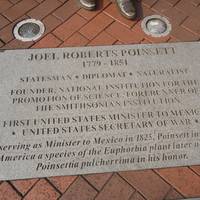 JOEL ROBERTS POINSETT
1779 - 1851
STATESMAN • DIPLOMAT • NATURALIST
FOUNDER, NATIONAL INSTITUTION FOR THE
PROMOTION OF SCIENCE, FORERUNNER OF
THE SMITHSONIAN INSTITUTION
FIRST UNITED STATES MINISTER TO MEXICO
• UNITED STATES SECRETARY OF WAR •
serving as Minister to Mexico in 1825, Poinsett in
America a species of the Euphorbia plant later
Poinsettia pulcherrima in his honor.